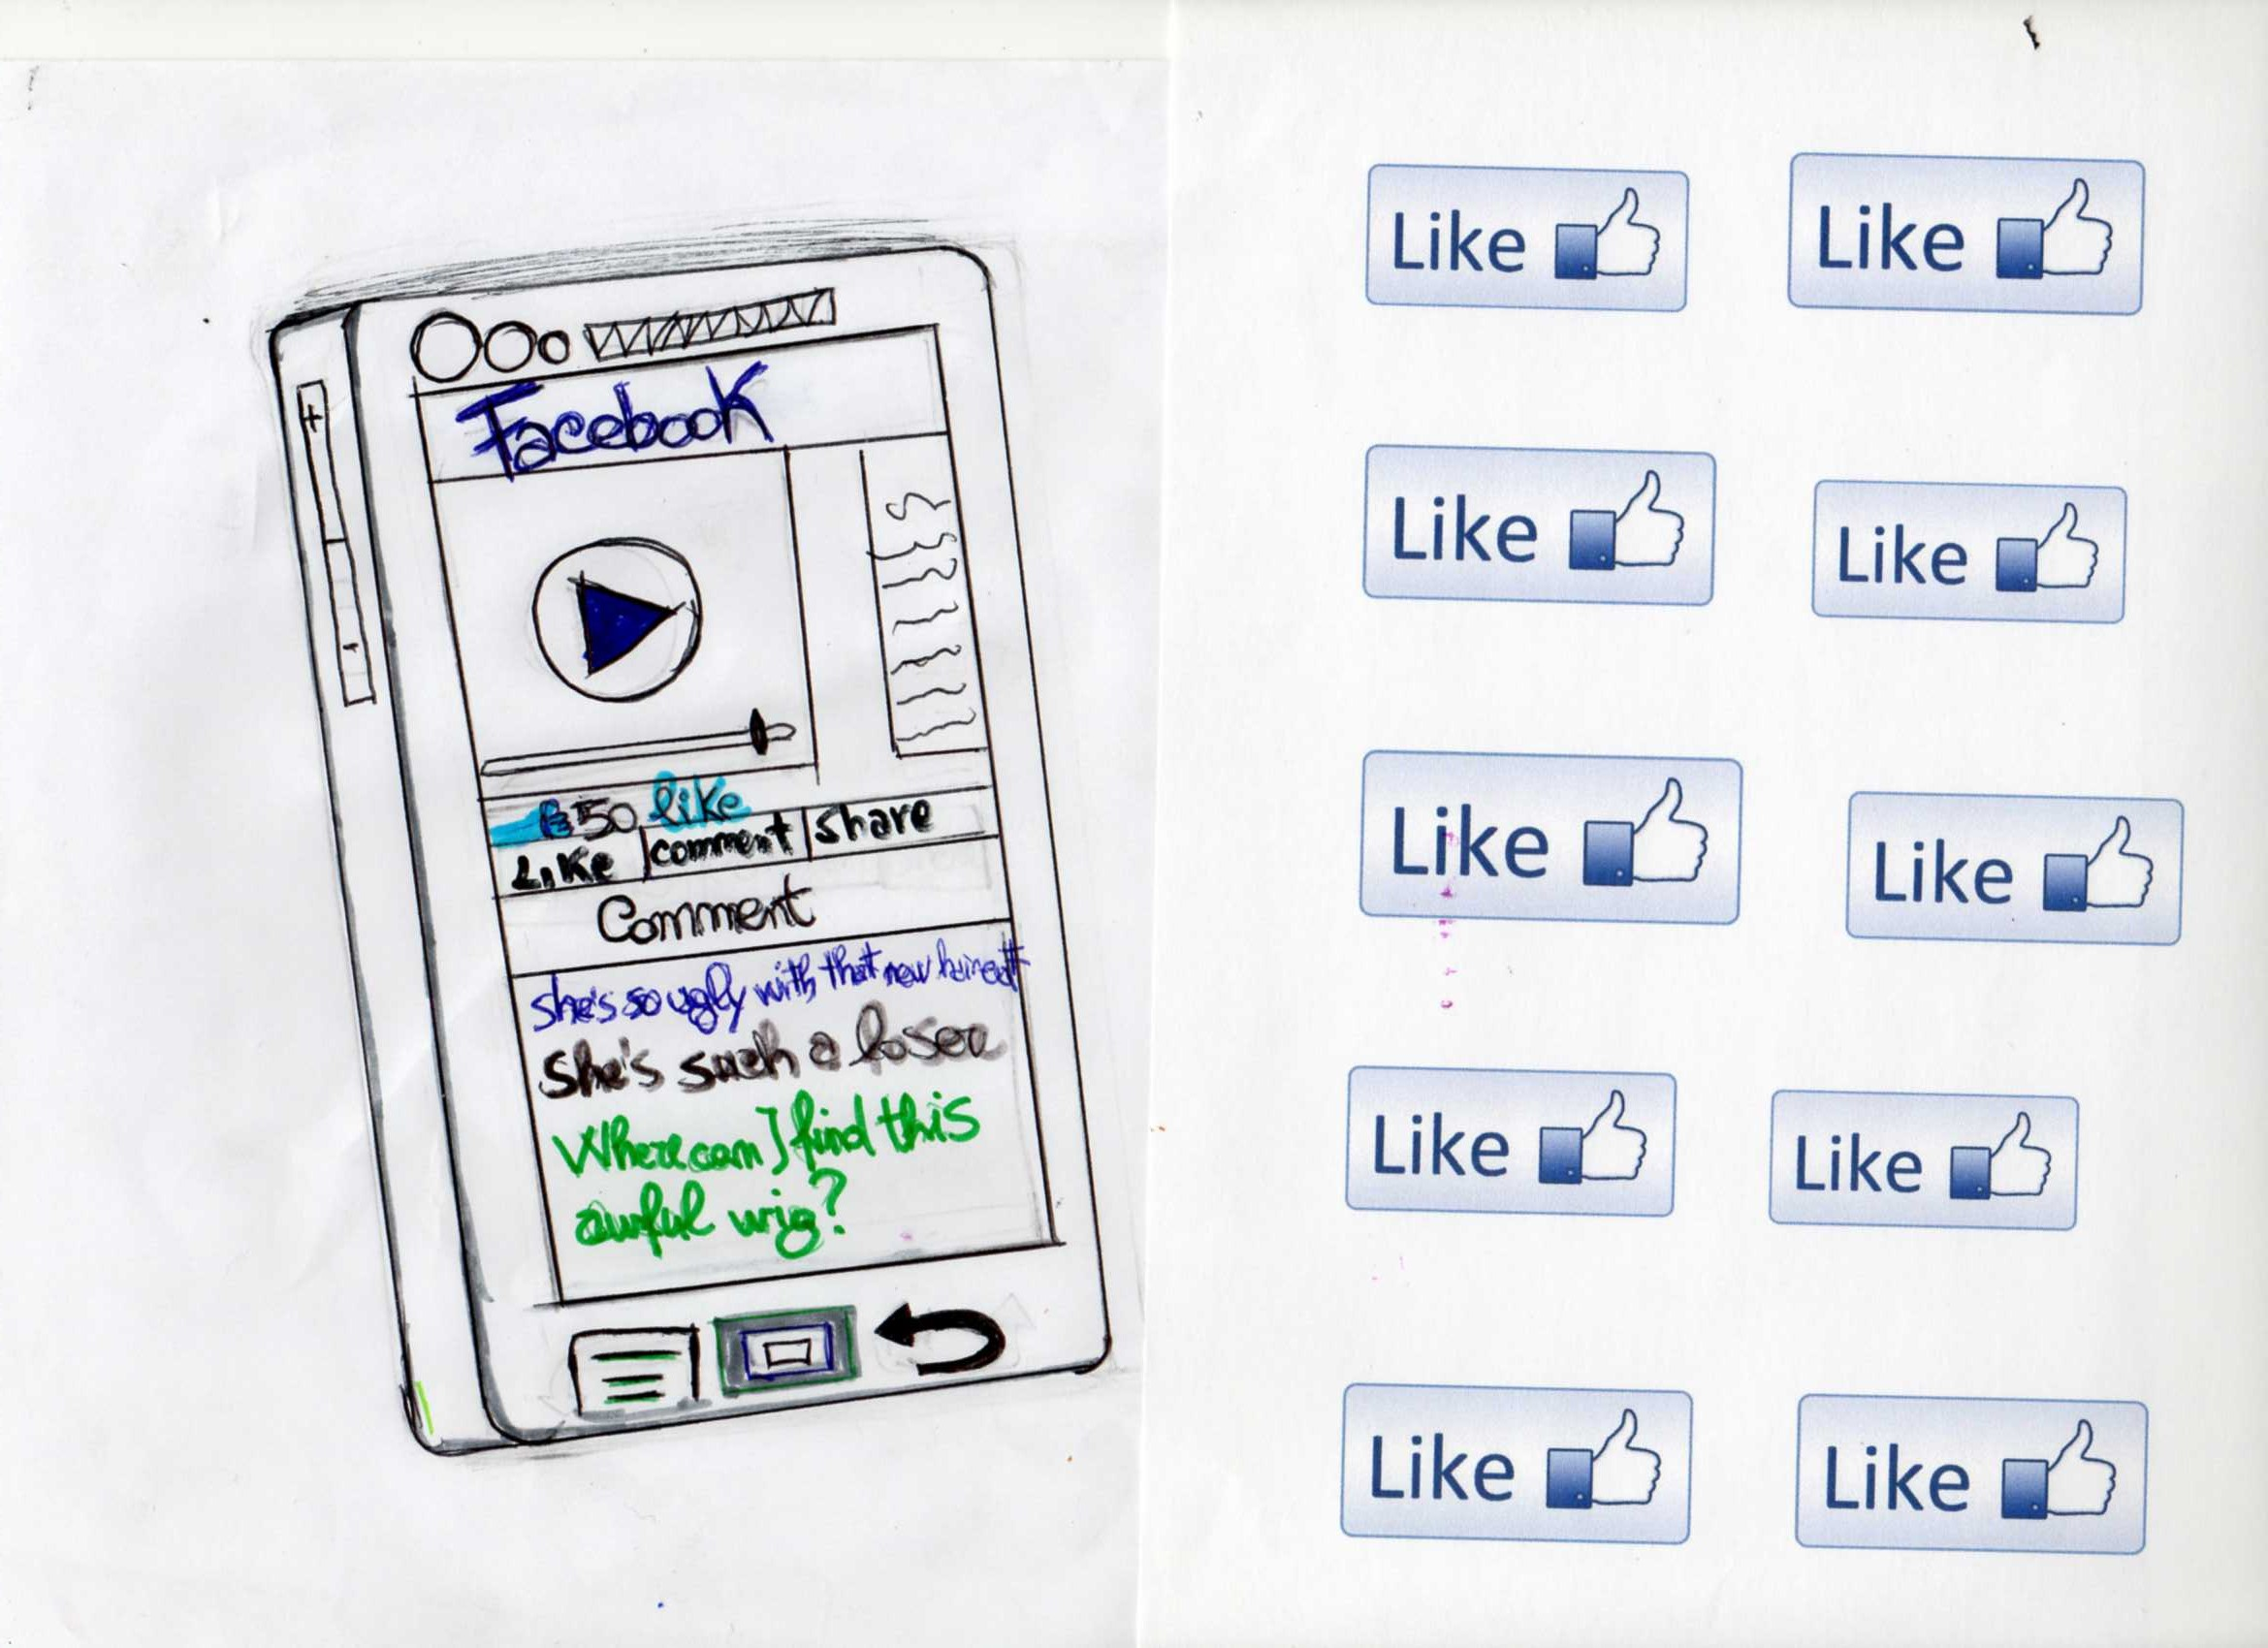 Facebook
50 like
Like comment share
Comment
she's so ugly with that new haircut
She's such a loser
Where can I find this
awful wig?
Like Like
Like Like
Like Like
Like Like
Like Like
+
-